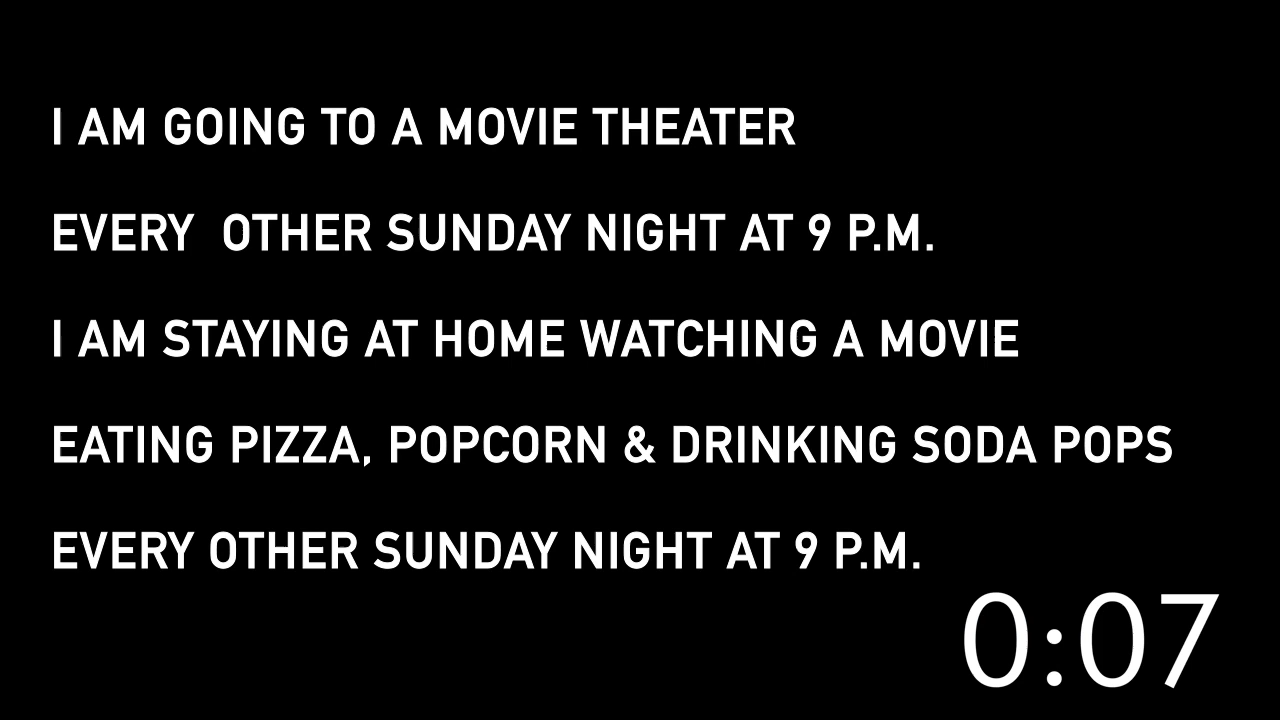 I AM GOING TO A MOVIE THEATER
EVERY  OTHER SUNDAY NIGHT AT 9 P.M.
I AM STAYING AT HOME WATCHING A MOVIE
EATING PIZZA, POPCORN & DRINKING SODA POPS
EVERY OTHER SUNDAY NIGHT AT 9 P.M.
0:07